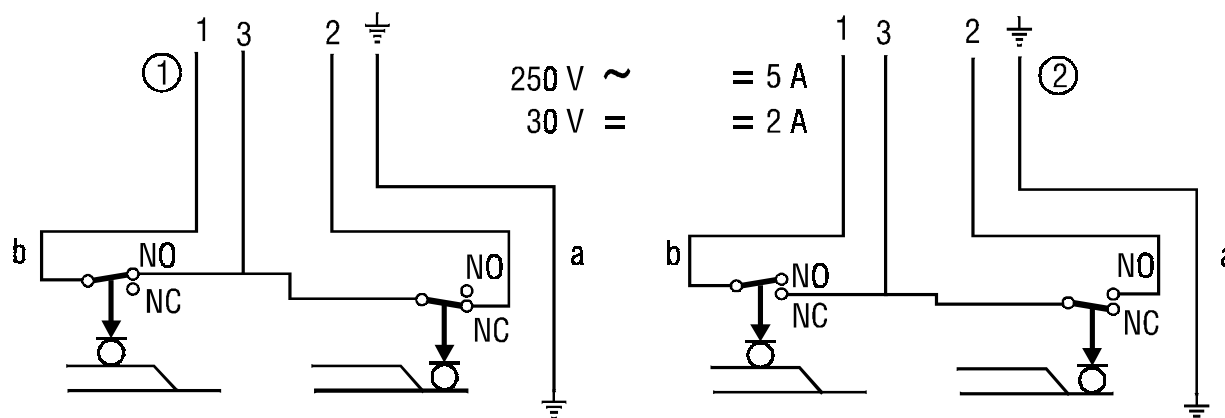 1 3 2
① 
250 V ~ = 5 A
30 V = = 2 A
1 3 2
②
b NO
NC
NO a
NC
b NO
NC
NO a
NC